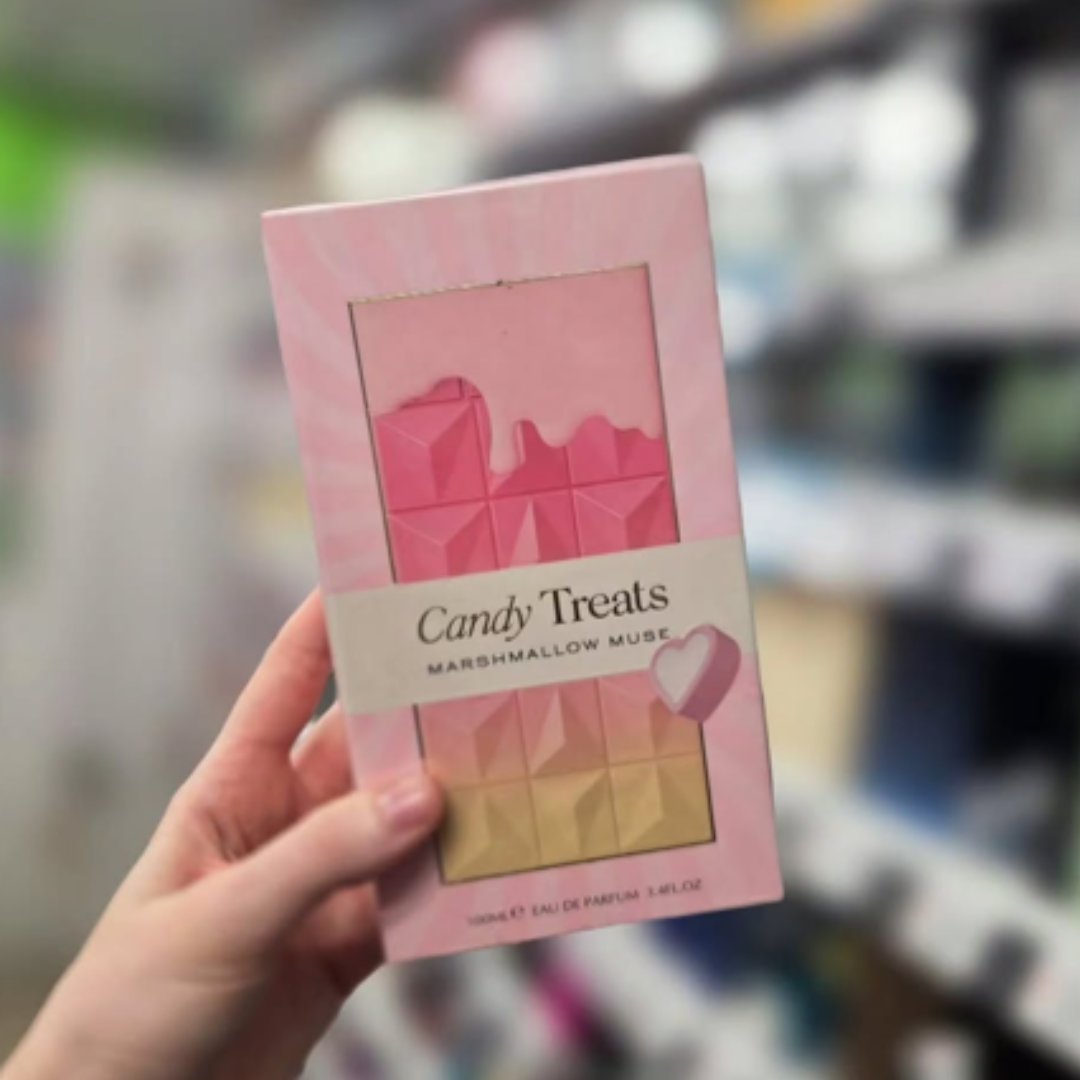 Candy Treats
MARSHMALLOW MUSE
100ML℮ EAU DE PARFUM 3.4FL.OZ